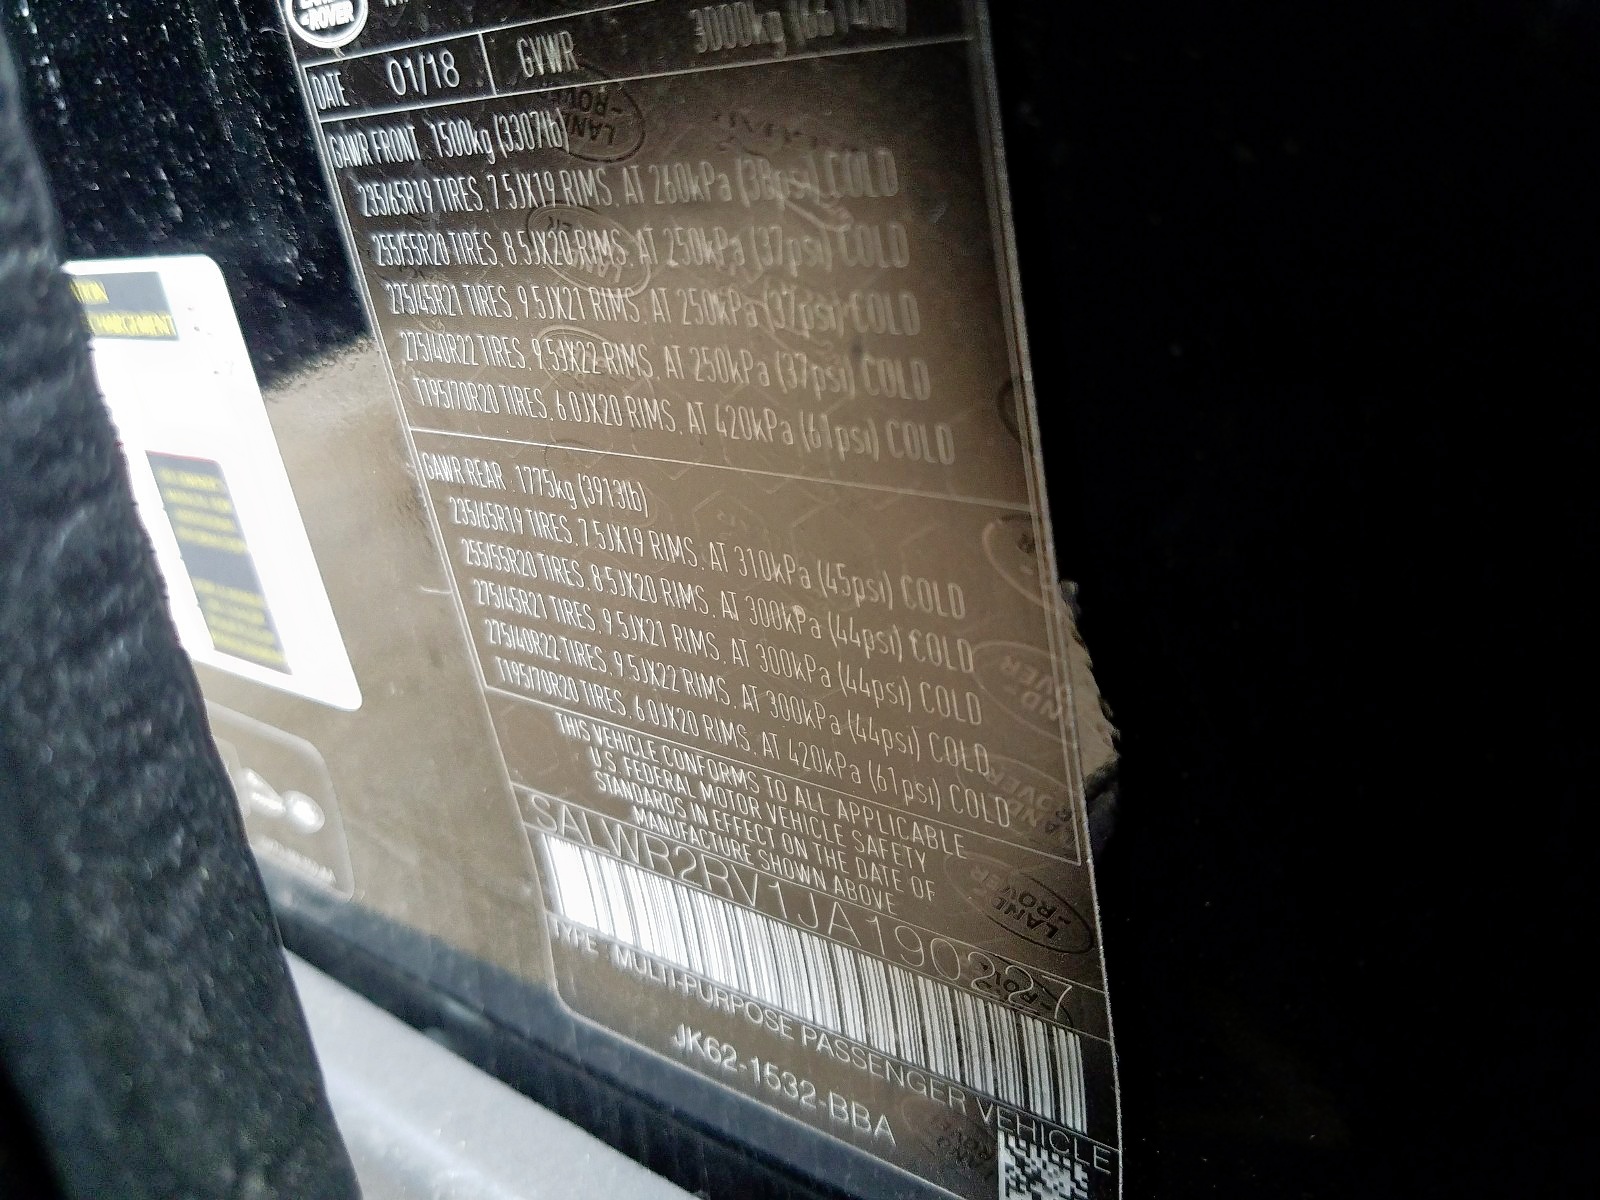 ROVER
DATE 01/18 GVWR 3000kg
GAWR FRONT 1500kg (3307lb)
235/65R19 TIRES, 7.5JX19 RIMS, AT 260kPa (38psi) COLD
255/55R20 TIRES, 8.5JX20 RIMS, AT 250kPa (37psi) COLD
275/45R21 TIRES, 9.5JX21 RIMS, AT 250kPa (37psi) COLD
275/40R22 TIRES, 9.5JX22 RIMS, AT 250kPa (37psi) COLD
T195/70R20 TIRES, 6.0JX20 RIMS, AT 420kPa (61psi) COLD
GAWR REAR 1775kg (3913lb)
235/65R19 TIRES, 7.5JX19 RIMS, AT 310kPa (45psi) COLD
255/55R20 TIRES, 8.5JX20 RIMS, AT 300kPa (44psi) COLD
275/45R21 TIRES, 9.5JX21 RIMS, AT 300kPa (44psi) COLD
275/40R22 TIRES, 9.5JX22 RIMS, AT 300kPa (44psi) COLD
T195/70R20 TIRES, 6.0JX20 RIMS, AT 420kPa (61psi) COLD
THIS VEHICLE CONFORMS TO ALL APPLICABLE
U.S. FEDERAL MOTOR VEHICLE SAFETY
STANDARDS IN EFFECT ON THE DATE OF
MANUFACTURE SHOWN ABOVE
SALWR2RV1JA190227
TYPE : MULTI-PURPOSE PASSENGER VEHICLE
JK62-1532-BBA